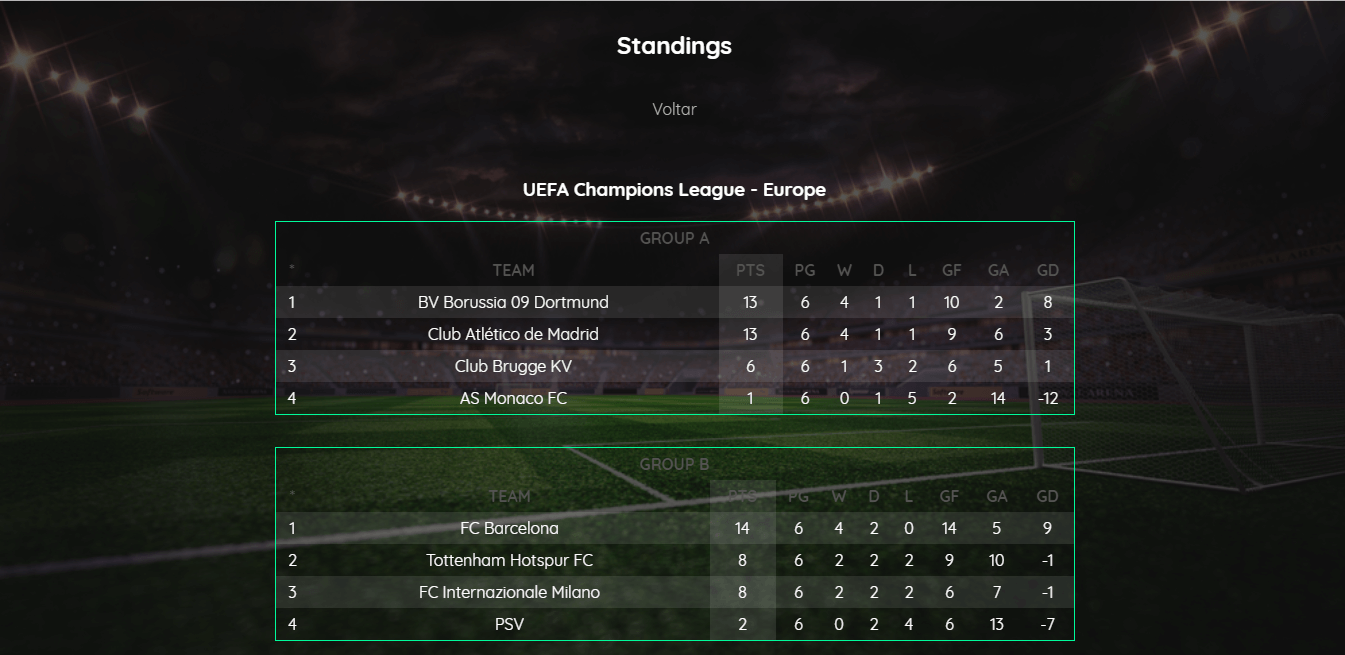 Standings
Voltar
UEFA Champions League - Europe
GROUP A
* TEAM PTS PG W D L GF GA GD
1 BV Borussia 09 Dortmund 13 6 4 1 1 10 2 8
2 Club Atlético de Madrid 13 6 4 1 1 9 6 3
3 Club Brugge KV 6 6 1 3 2 6 5 1
4 AS Monaco FC 1 6 0 1 5 2 14 -12
GROUP B
* TEAM PTS PG W D L GF GA GD
1 FC Barcelona 14 6 4 2 0 14 5 9
2 Tottenham Hotspur FC 8 6 2 2 2 9 10 -1
3 FC Internazionale Milano 8 6 2 2 2 6 7 -1
4 PSV 2 6 0 2 4 6 13 -7